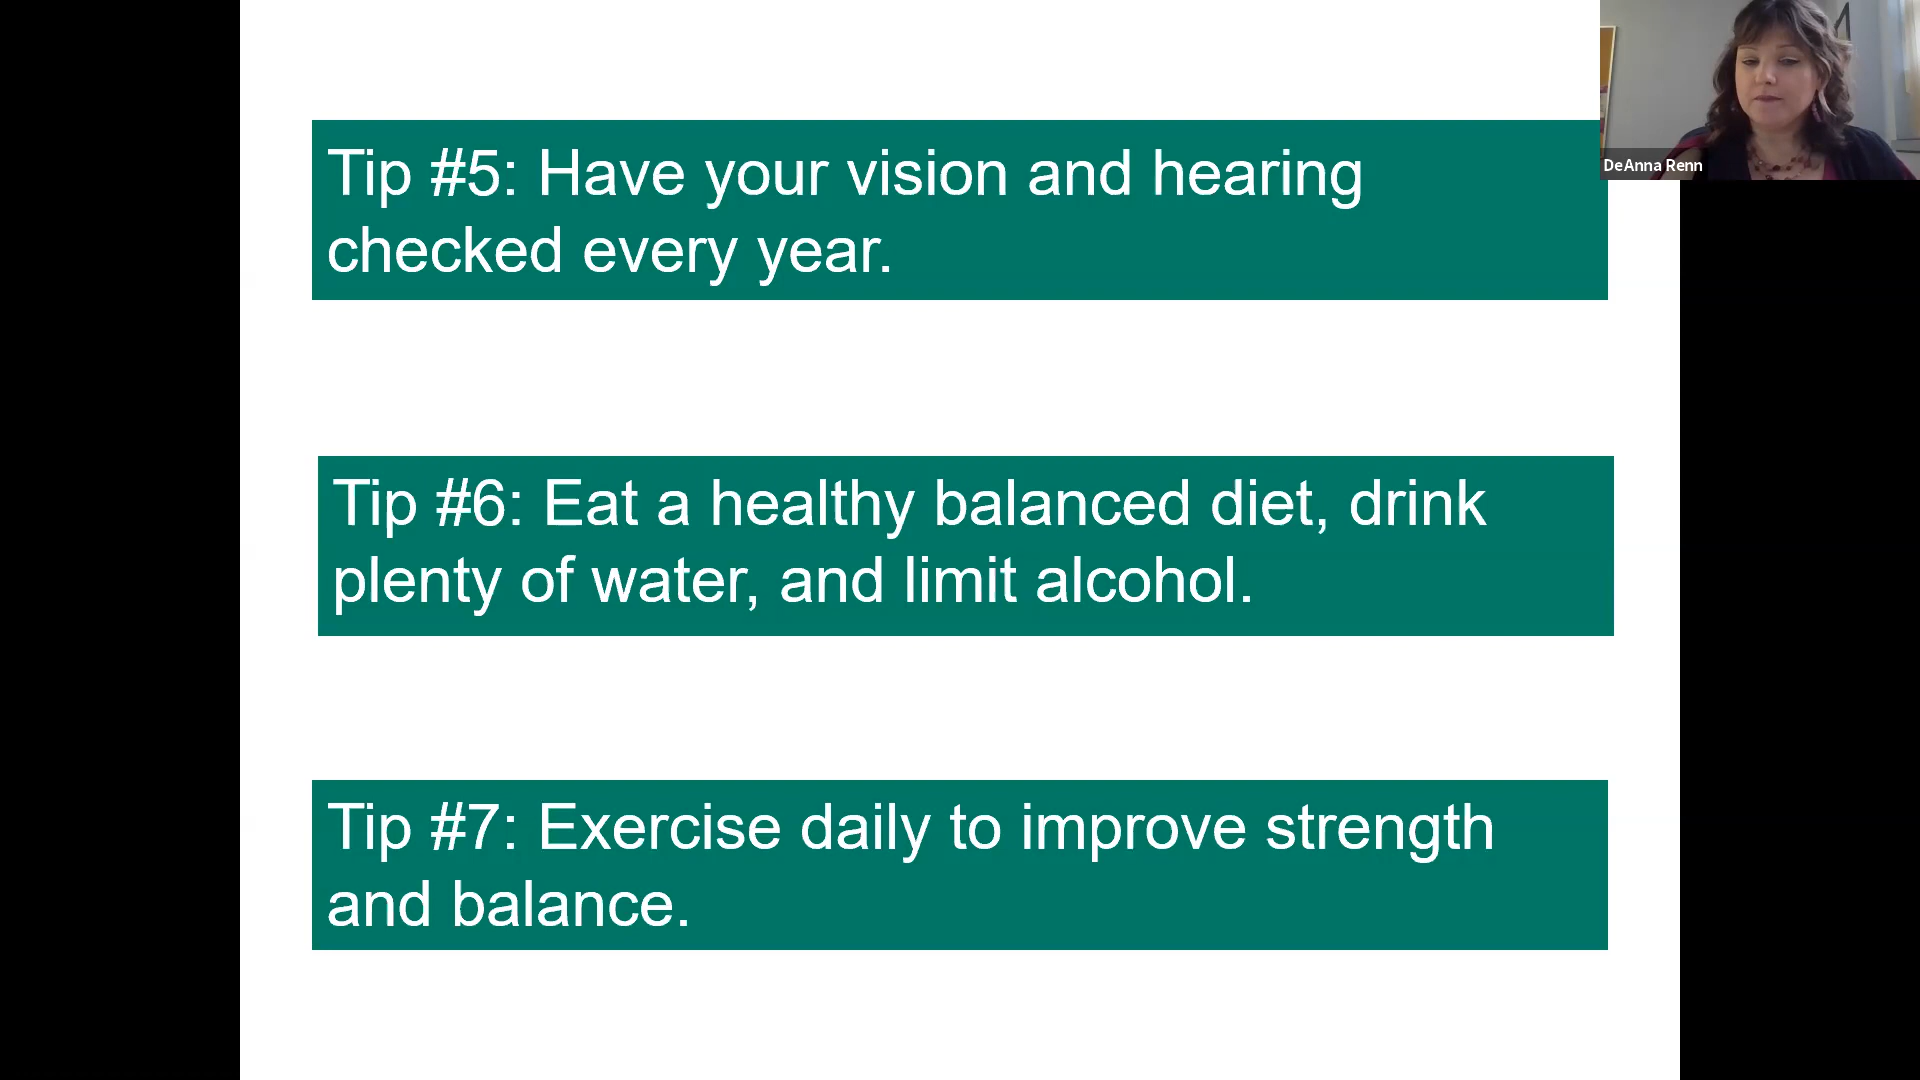 Tip #5: Have your vision and hearing
checked every year.
DeAnna Renn
Tip #6: Eat a healthy balanced diet, drink
plenty of water, and limit alcohol.
Tip #7: Exercise daily to improve strength
and balance.